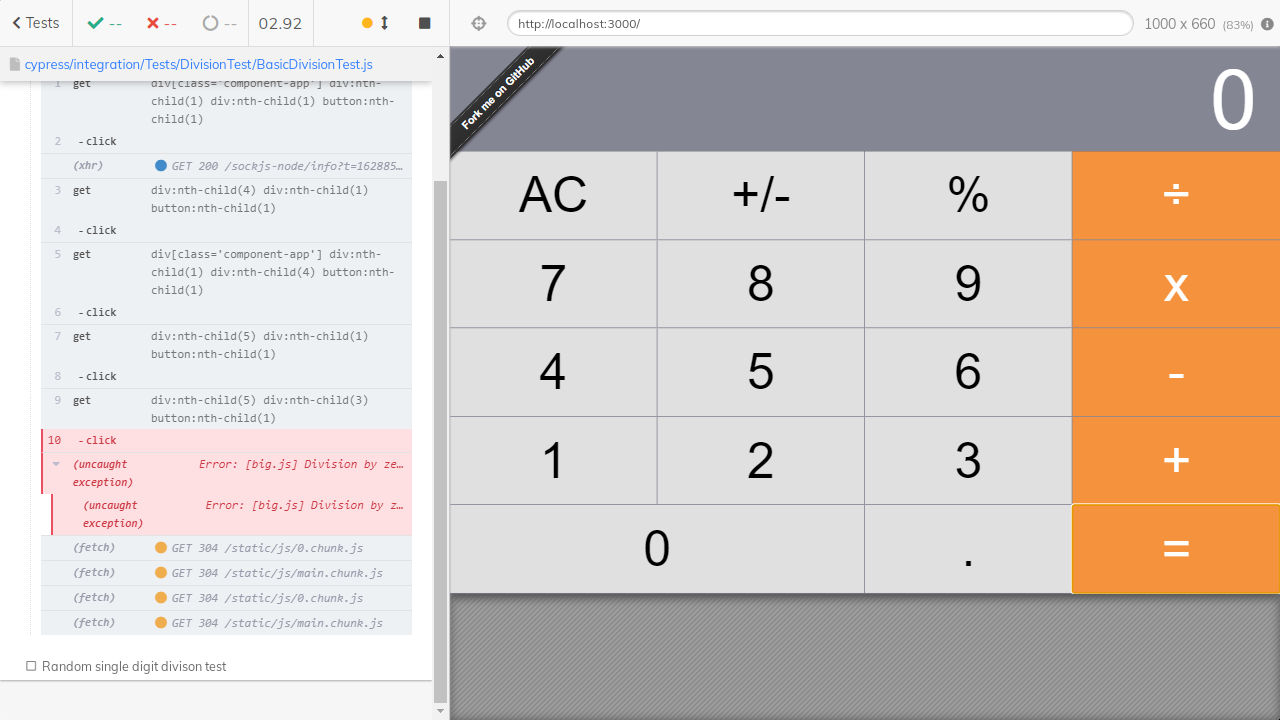 Tests
--
--
--
02.92
cypress/integration/Tests/DivisionTest/BasicDivisionTest.js
1 get div[class='component-app'] div:nth-
child(1) div:nth-child(1) button:nth-
child(1)
2 -click
(xhr) GET 200 /sockjs-node/info?t=162885…
3 get div:nth-child(4) div:nth-child(1)
button:nth-child(1)
4 -click
5 get div[class='component-app'] div:nth-
child(1) div:nth-child(4) button:nth-
child(1)
6 -click
7 get div:nth-child(5) div:nth-child(1)
button:nth-child(1)
8 -click
9 get div:nth-child(5) div:nth-child(3)
button:nth-child(1)
10 -click
(uncaught Error: [big.js] Division by ze…
exception)
(uncaught Error: [big.js] Division by z…
exception)
(fetch) GET 304 /static/js/0.chunk.js
(fetch) GET 304 /static/js/main.chunk.js
(fetch) GET 304 /static/js/0.chunk.js
(fetch) GET 304 /static/js/main.chunk.js
Random single digit divison test
http://localhost:3000/
1000 x 660 (83%)
Fork me on GitHub
0
AC +/- % ÷
7 8 9 x
4 5 6 -
1 2 3 +
0 . =